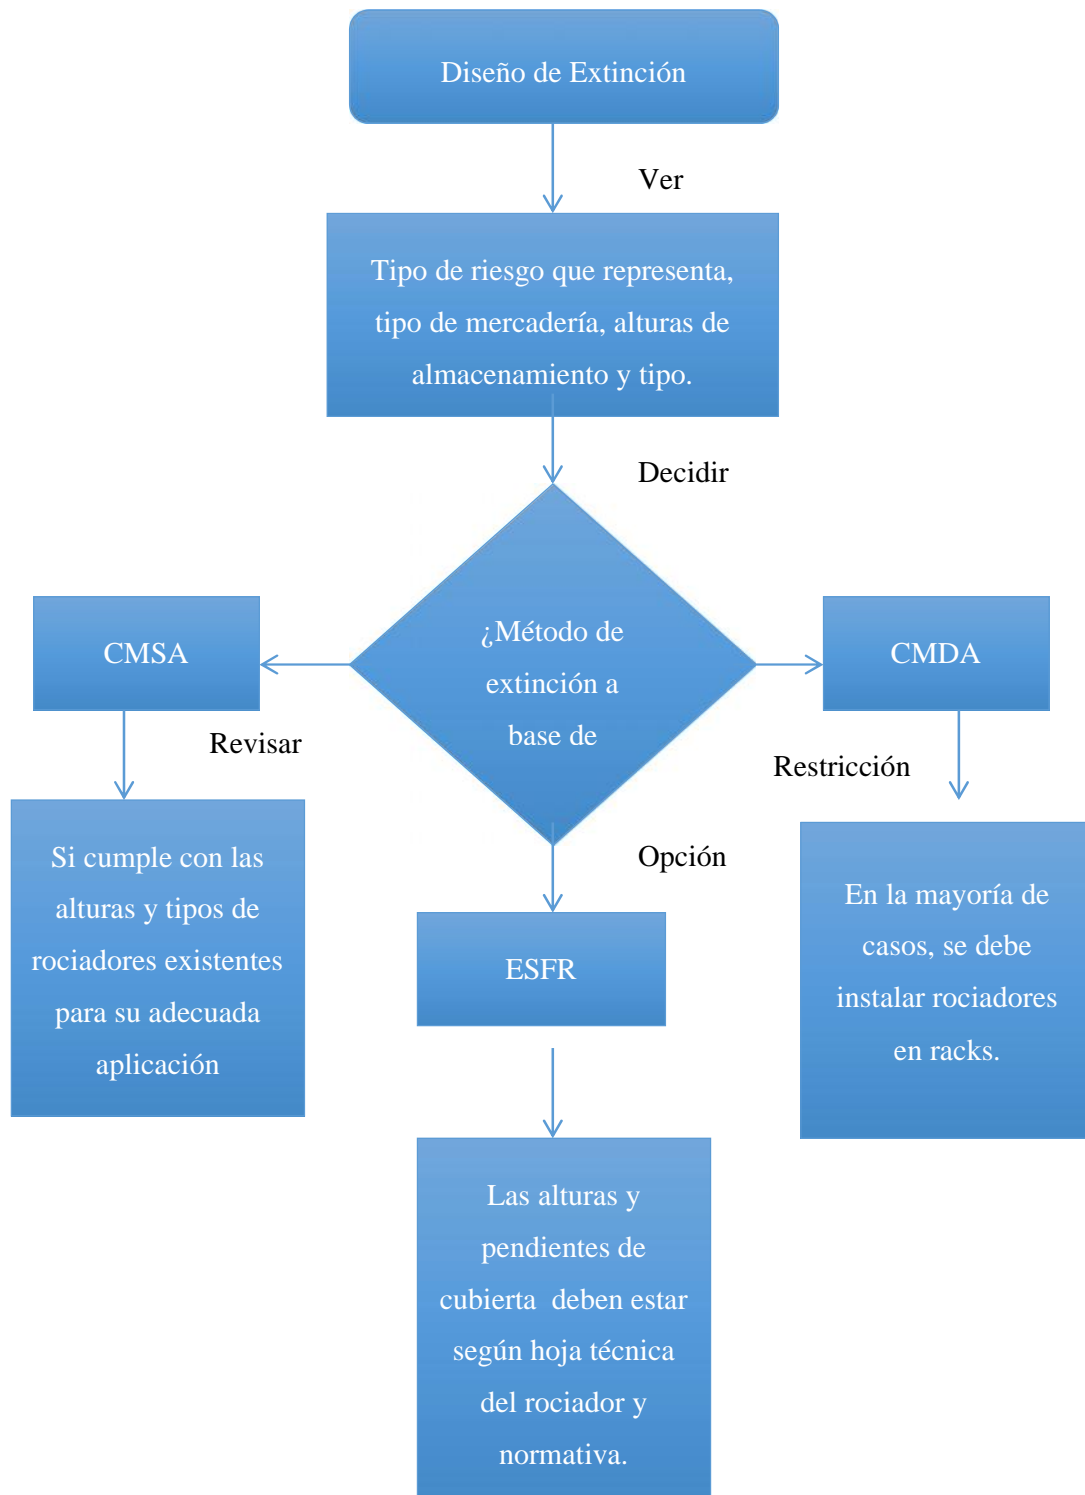 Diseño de Extinción
Ver
Tipo de riesgo que representa,
tipo de mercadería, alturas de
almacenamiento y tipo.
Decidir
¿Método de
extinción a
base de
CMSA
CMDA
Revisar
Restricción
Opción
Si cumple con las
alturas y tipos de
rociadores existentes
para su adecuada
aplicación
ESFR
En la mayoría de
casos, se debe
instalar rociadores
en racks.
Las alturas y
pendientes de
cubierta  deben estar
según hoja técnica
del rociador y
normativa.